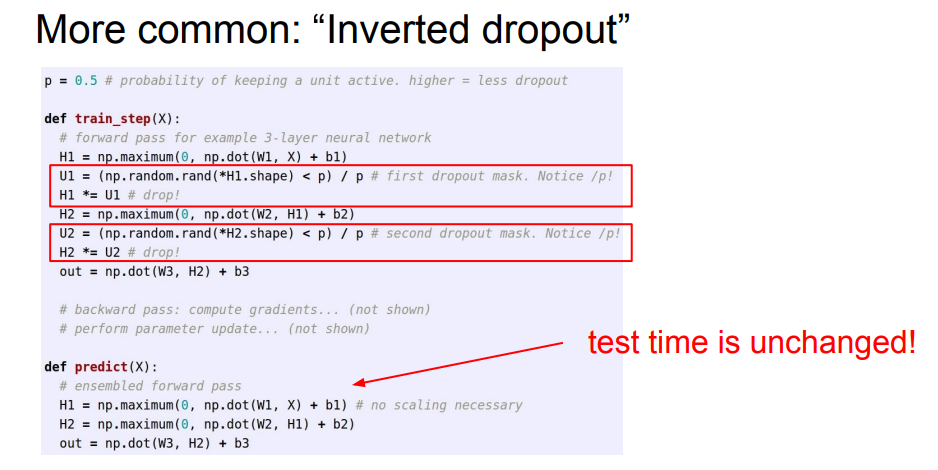 More common: “Inverted dropout”
p = 0.5 # probability of keeping a unit active. higher = less dropout
def train_step(X):
# forward pass for example 3-layer neural network
H1 = np.maximum(0, np.dot(W1, X) + b1)
U1 = (np.random.rand(*H1.shape) < p) / p # first dropout mask. Notice /p!
H1 *= U1 # drop!
H2 = np.maximum(0, np.dot(W2, H1) + b2)
U2 = (np.random.rand(*H2.shape) < p) / p # second dropout mask. Notice /p!
H2 *= U2 # drop!
out = np.dot(W3, H2) + b3
# backward pass: compute gradients... (not shown)
# perform parameter update... (not shown)
test time is unchanged!
def predict(X):
# ensembled forward pass
H1 = np.maximum(0, np.dot(W1, X) + b1) # no scaling necessary
H2 = np.maximum(0, np.dot(W2, H1) + b2)
out = np.dot(W3, H2) + b3